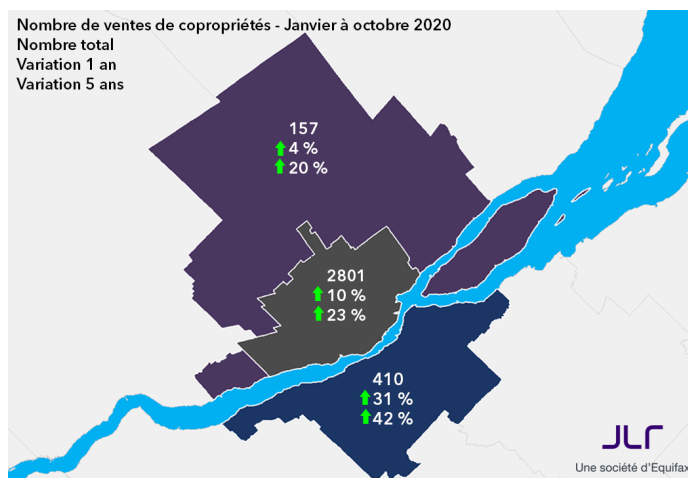 Nombre de ventes de copropriétés - Janvier à octobre 2020
Nombre total
Variation 1 an
Variation 5 ans
157
4 %
20 %
2801
10 %
23 %
410
31 %
42 %
JLR
Une société d'Equifax